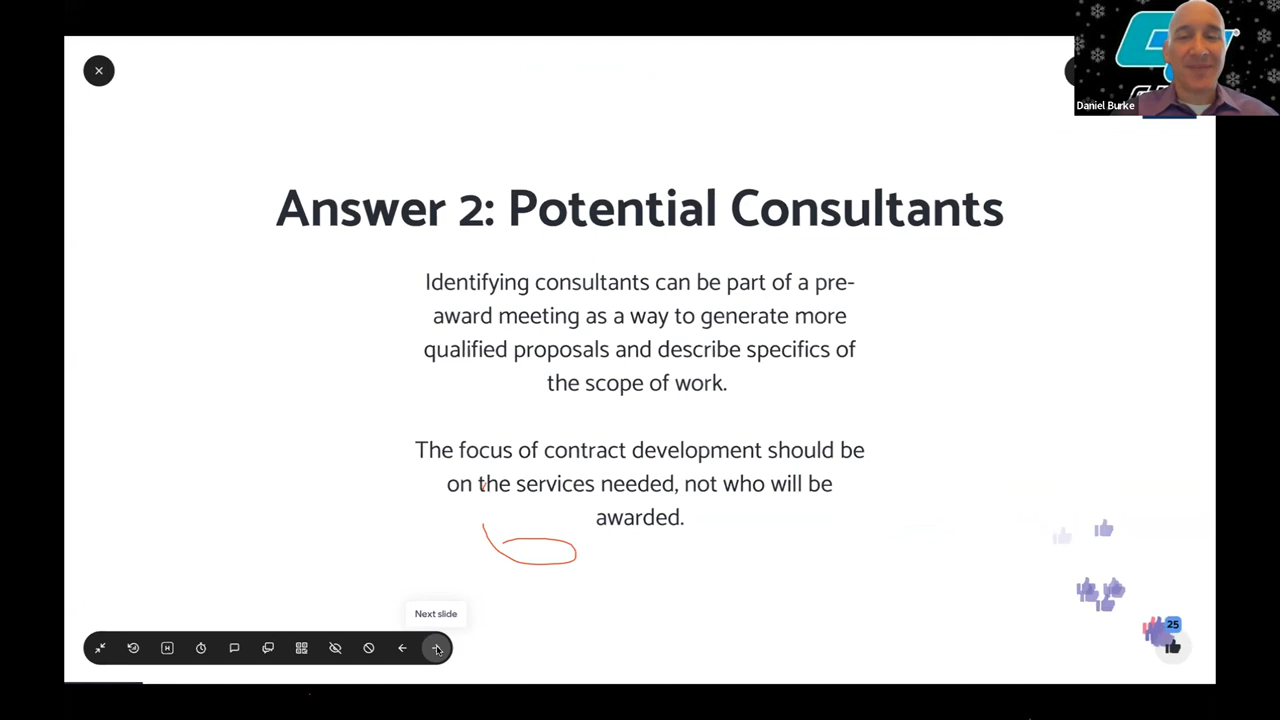 Daniel Burke
Answer 2: Potential Consultants
Identifying consultants can be part of a pre-
award meeting as a way to generate more
qualified proposals and describe specifics of
the scope of work.
The focus of contract development should be
on the services needed, not who will be
awarded.
Next slide
25